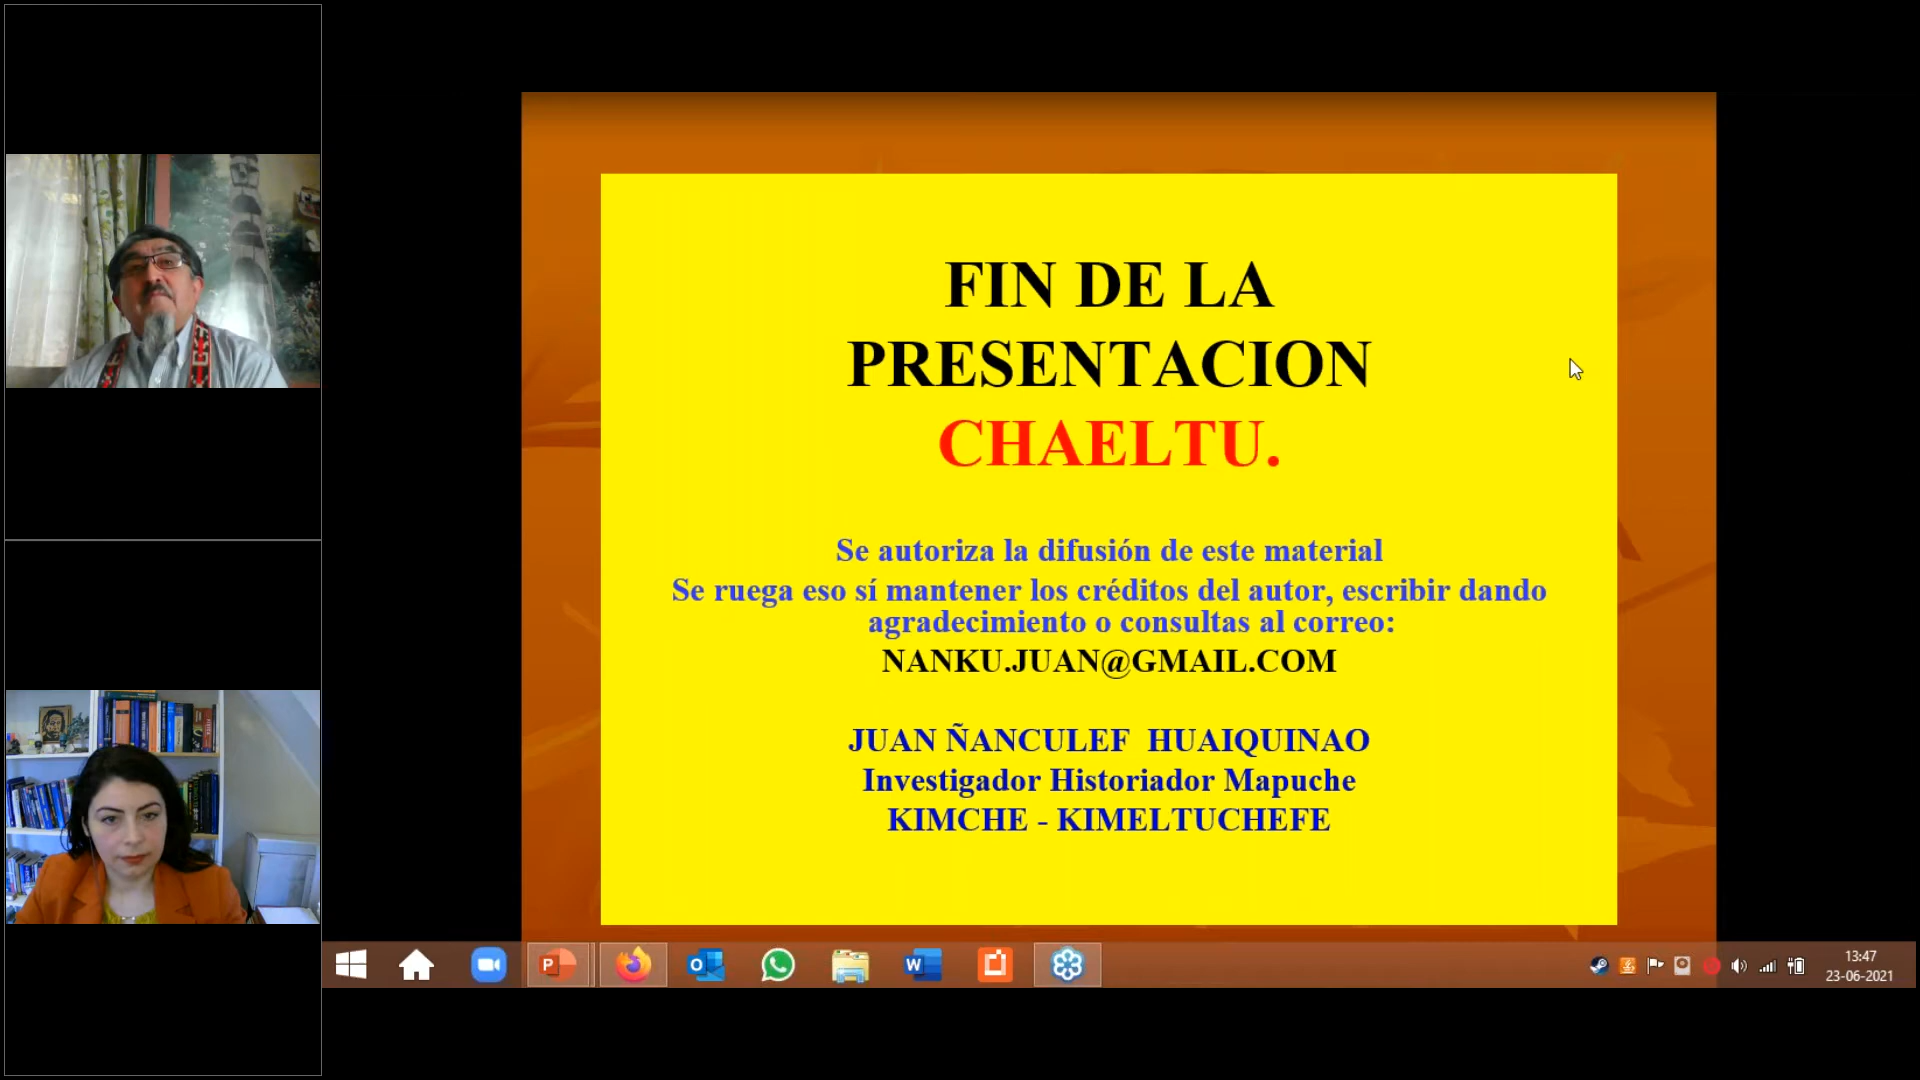 FIN DE LA
PRESENTACION
CHAELTU.
Se autoriza la difusión de este material
Se ruega eso sí mantener los créditos del autor, escribir dando
agradecimiento o consultas al correo:
NANKU.JUAN@GMAIL.COM
JUAN ÑANCULEF HUAIQUINAO
Investigador Historiador Mapuche
KIMCHE - KIMELTUCHEFE
13:47
23-06-2021